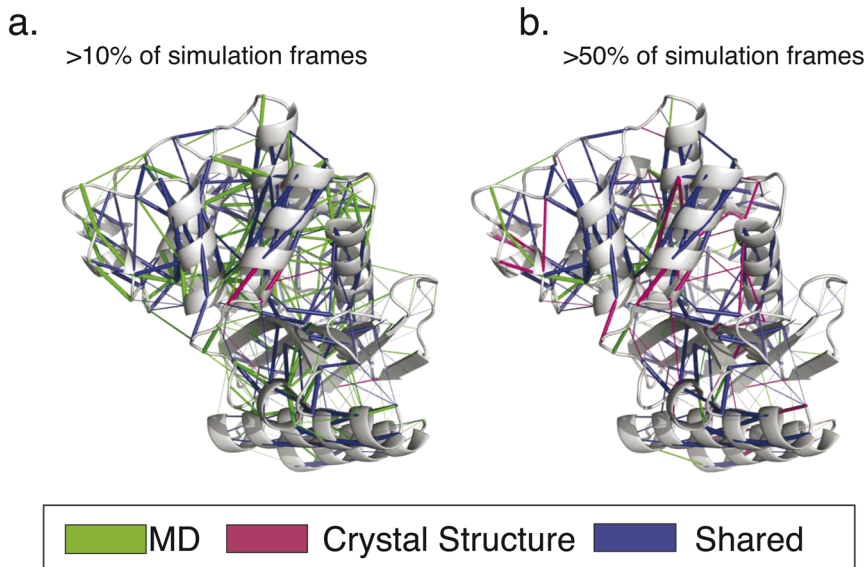 a.
>10% of simulation frames
b.
>50% of simulation frames
MD
Crystal Structure
Shared